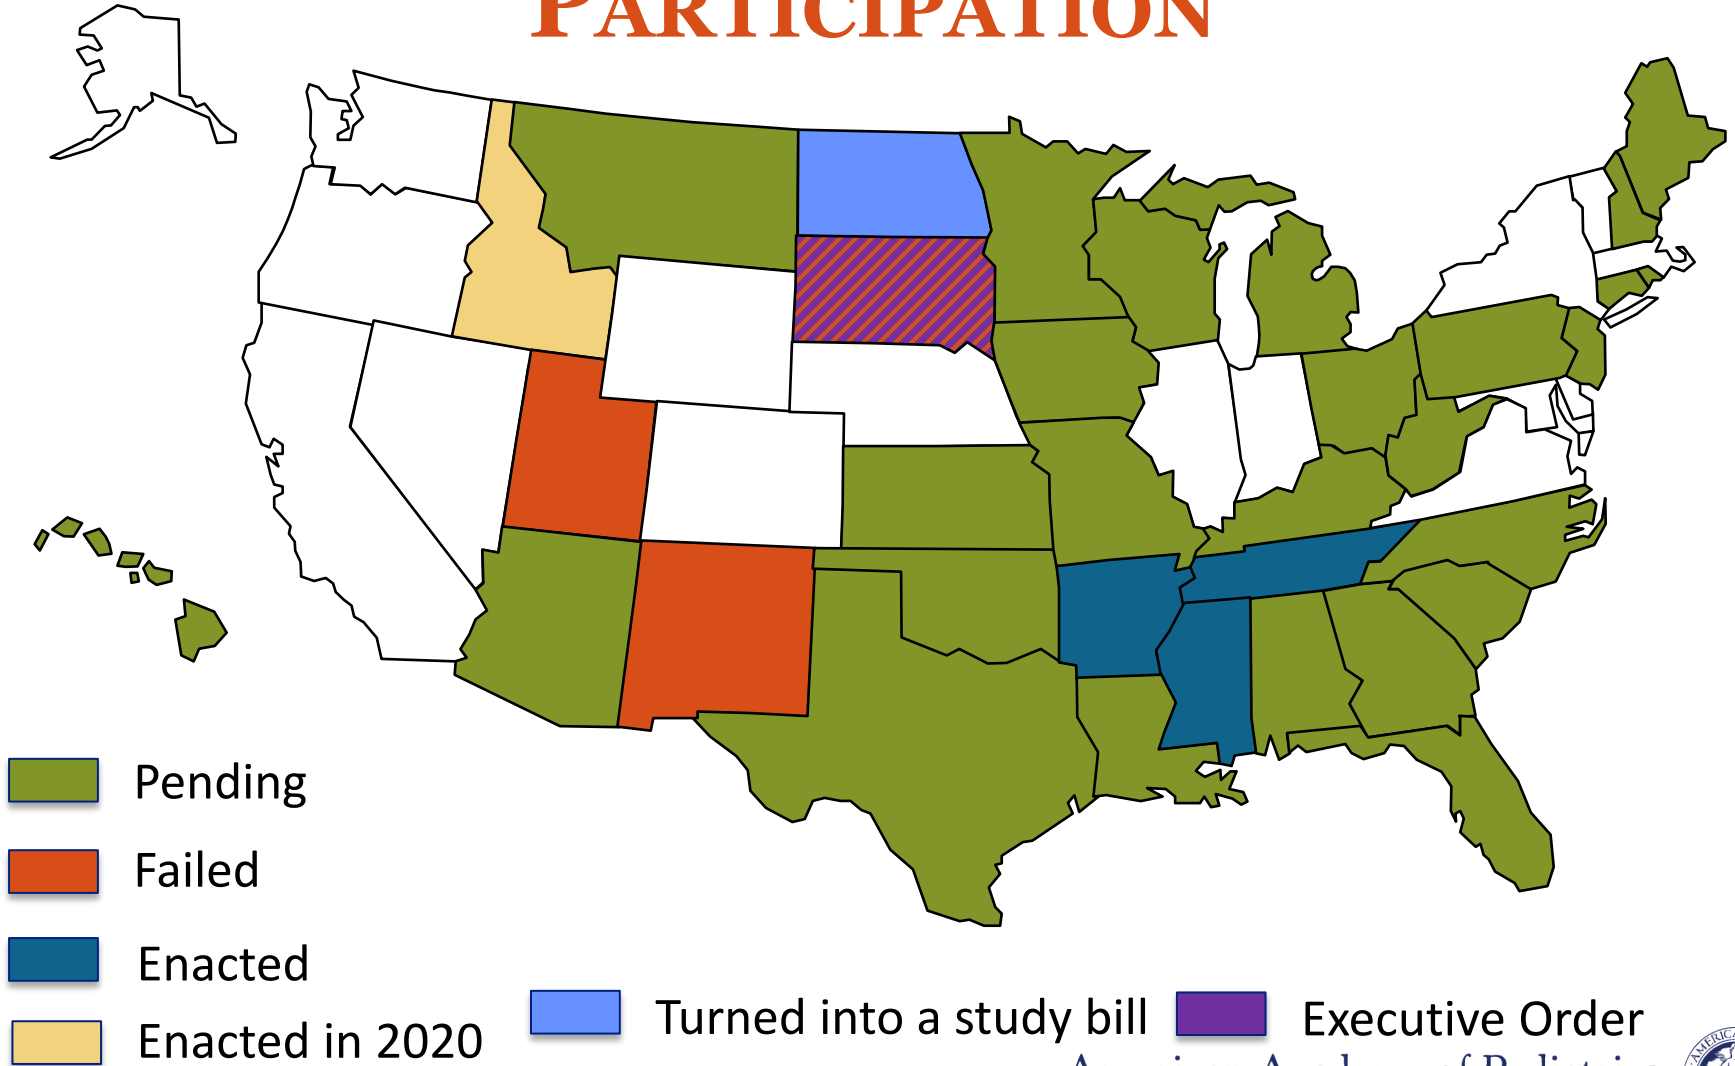 PARTICIPATION
Pending
Failed
Enacted
Enacted in 2020
Turned into a study bill
Executive Order